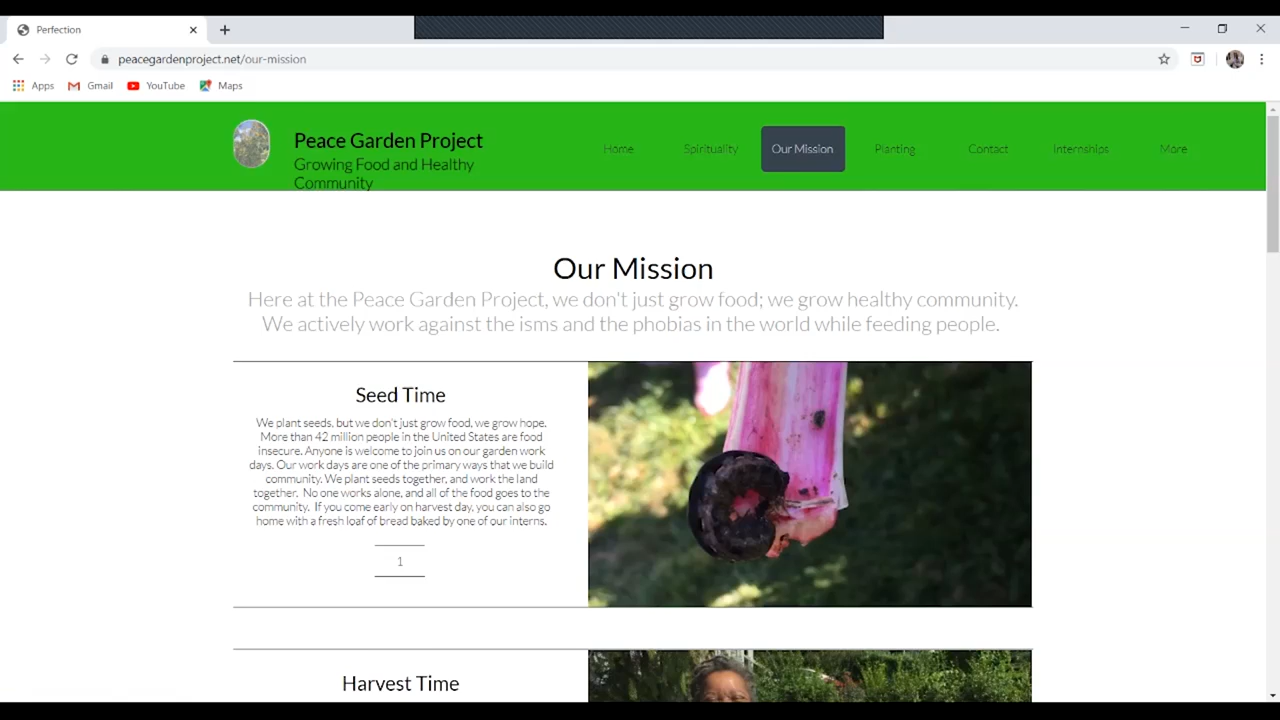 Perfection
peacegardenproject.net/our-mission
Apps Gmail YouTube Maps
Peace Garden Project
Growing Food and Healthy
Community
Home Spirituality Our Mission Planting Contact Internships More
Our Mission
Here at the Peace Garden Project, we don't just grow food; we grow healthy community.
We actively work against the isms and the phobias in the world while feeding people.
Seed Time
We plant seeds, but we don't just grow food, we grow hope.
More than 42 million people in the United States are food
insecure. Anyone is welcome to join us on our garden work
days. Our work days are one of the primary ways that we build
community. We plant seeds together, and work the land
together. No one works alone, and all of the food goes to the
community. If you come early on harvest day, you can also go
home with a fresh loaf of bread baked by one of our interns.
1
Harvest Time